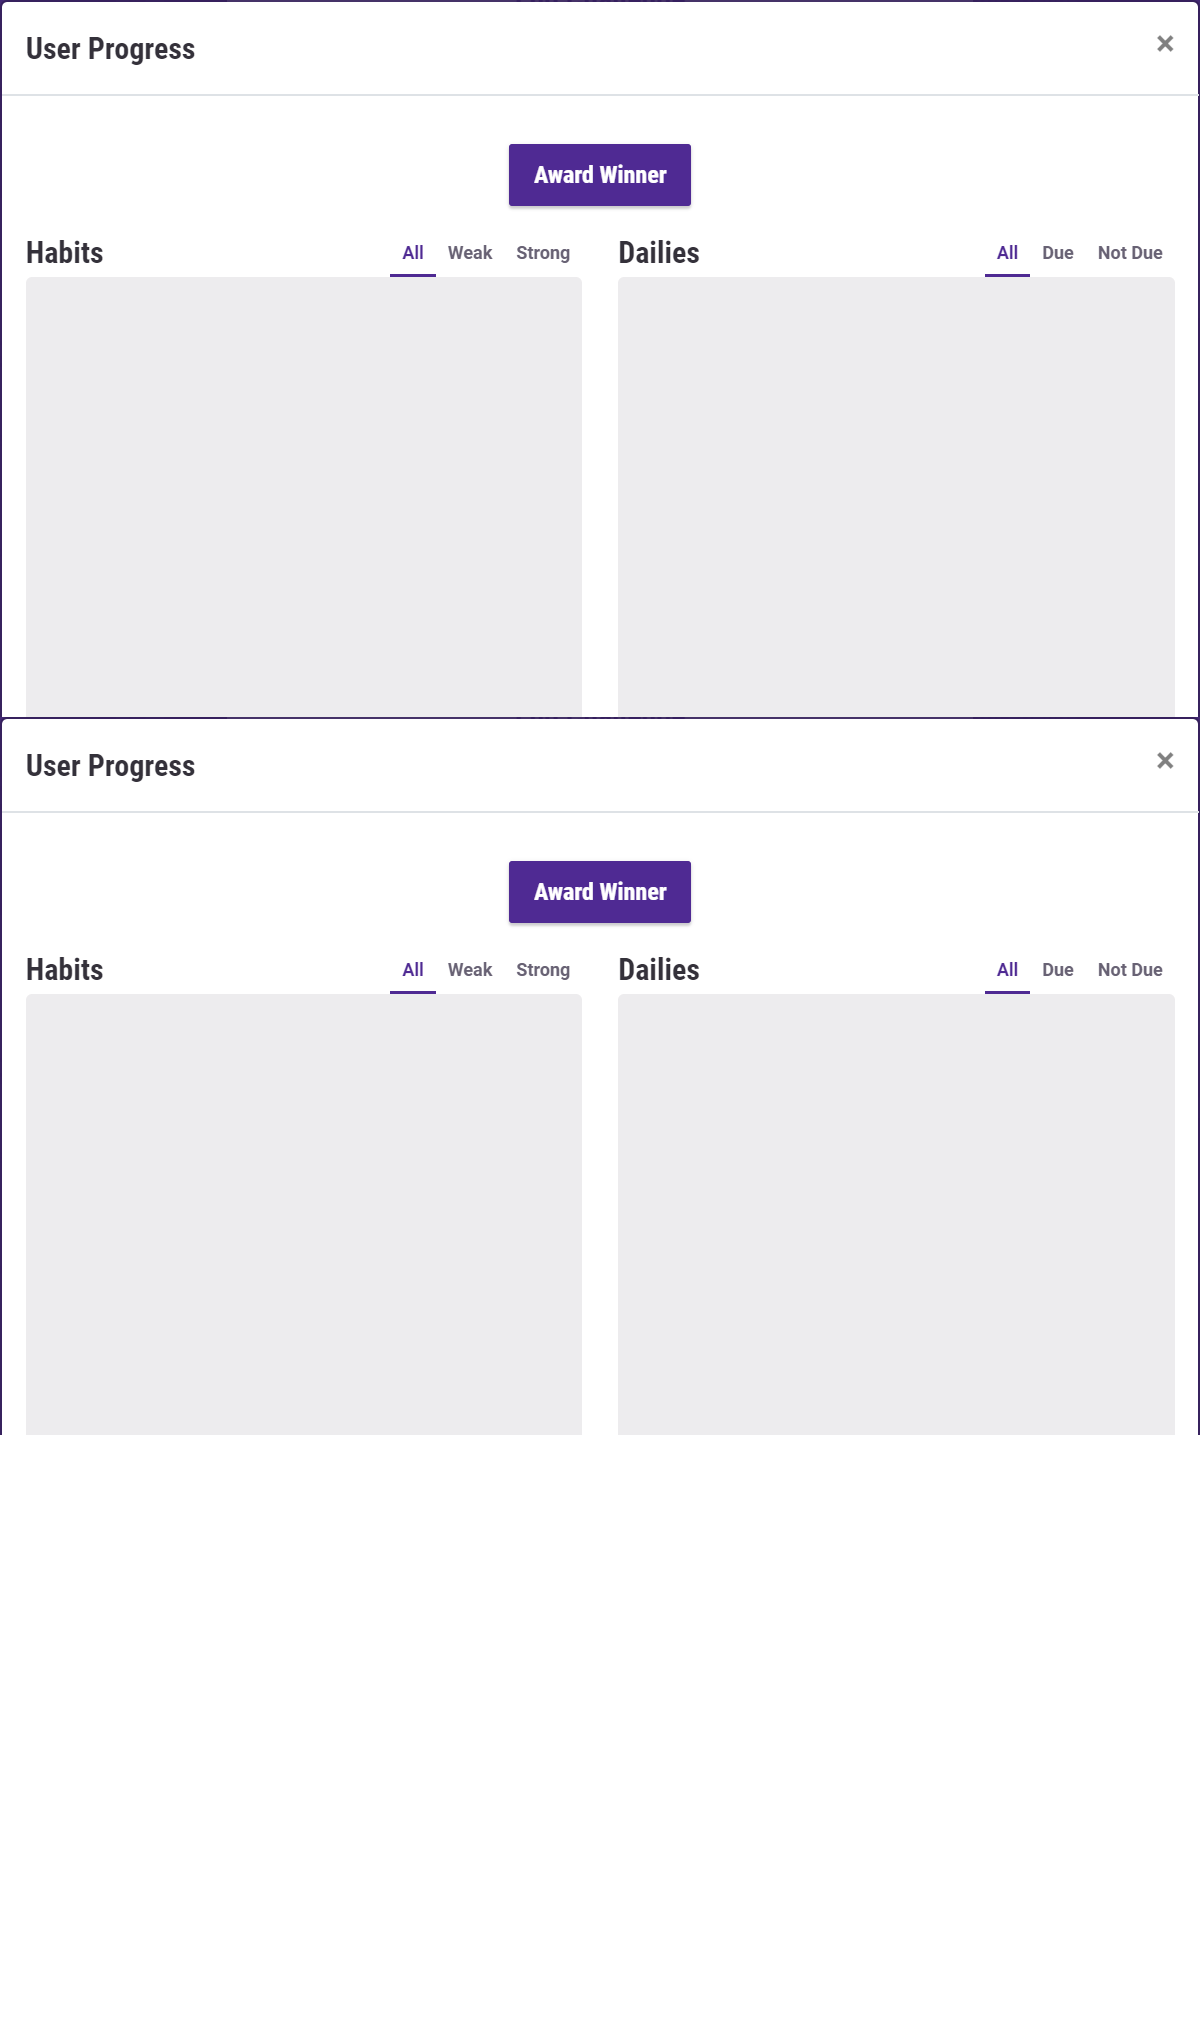 User Progress ×
Award Winner
Habits All Weak Strong Dailies All Due Not Due
User Progress ×
Award Winner
Habits All Weak Strong Dailies All Due Not Due